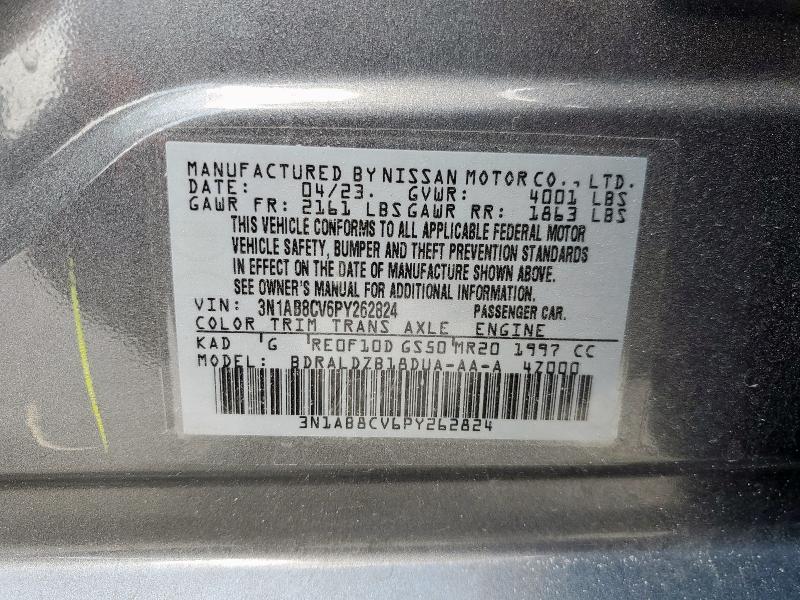 MANUFACTURED BY NISSAN MOTOR CO., LTD.
DATE: 04/23. GVWR: 4001 LBS
GAWR FR: 2161 LBS GAWR RR: 1863 LBS
THIS VEHICLE CONFORMS TO ALL APPLICABLE FEDERAL MOTOR
VEHICLE SAFETY, BUMPER AND THEFT PREVENTION STANDARDS
IN EFFECT ON THE DATE OF MANUFACTURE SHOWN ABOVE.
SEE OWNER'S MANUAL FOR ADDITIONAL INFORMATION.
VIN: 3N1AB8CV6PY262824 PASSENGER CAR.
COLOR TRIM TRANS AXLE ENGINE
KAD G RE0F10D GS50 MR20 1997 CC
MODEL: BDRALDZB18DUA-AA-A 4Z000
3N1AB8CV6PY262824